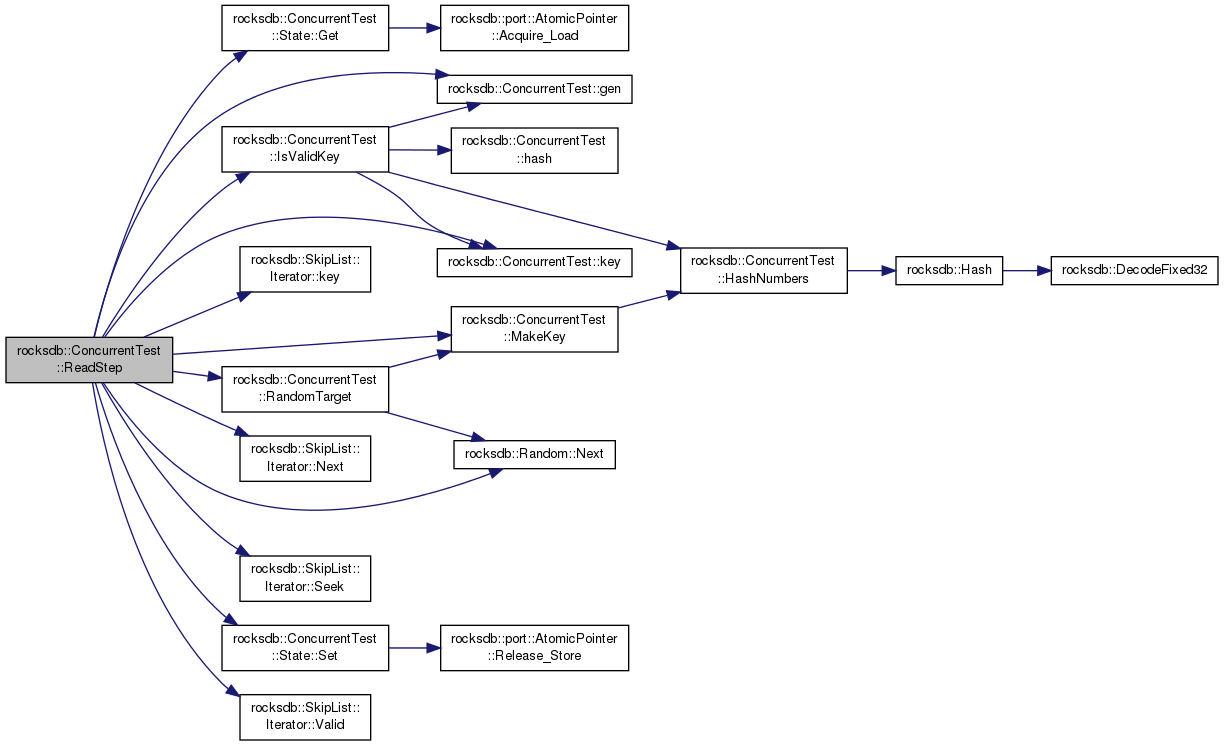 rocksdb::ConcurrentTest
::State::Get
rocksdb::port::AtomicPointer
::Acquire_Load
rocksdb::ConcurrentTest::gen
rocksdb::ConcurrentTest
::IsValidKey
rocksdb::ConcurrentTest
::hash
rocksdb::SkipList::
Iterator::key
rocksdb::ConcurrentTest::key
rocksdb::ConcurrentTest
::HashNumbers
rocksdb::Hash
rocksdb::DecodeFixed32
rocksdb::ConcurrentTest
::MakeKey
rocksdb::ConcurrentTest
::ReadStep
rocksdb::ConcurrentTest
::RandomTarget
rocksdb::SkipList::
Iterator::Next
rocksdb::Random::Next
rocksdb::SkipList::
Iterator::Seek
rocksdb::ConcurrentTest
::State::Set
rocksdb::port::AtomicPointer
::Release_Store
rocksdb::SkipList::
Iterator::Valid